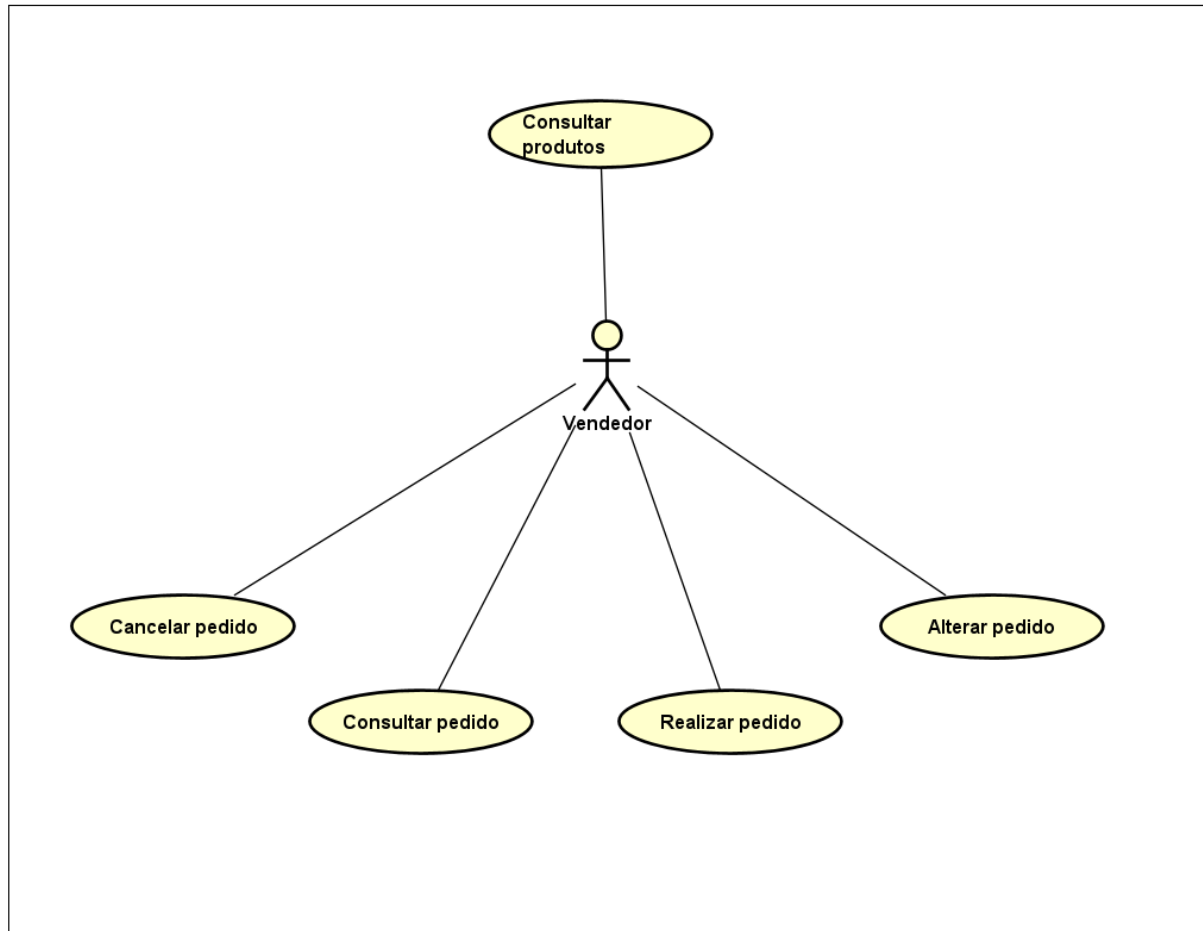 Consultar
produtos
Vendedor
Cancelar pedido
Alterar pedido
Consultar pedido
Realizar pedido